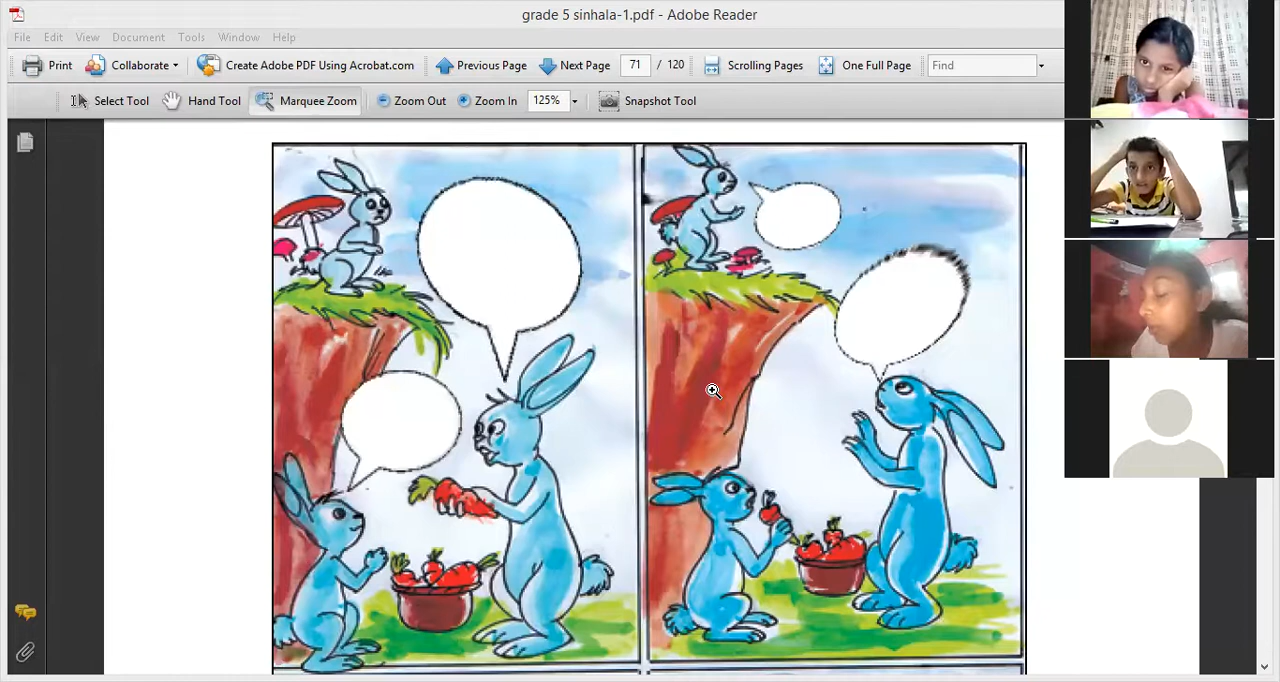 grade 5 sinhala-1.pdf - Adobe Reader
File Edit View Document Tools Window Help
Print Collaborate Create Adobe PDF Using Acrobat.com Previous Page Next Page 71 / 120 Scrolling Pages One Full Page Find
Select Tool Hand Tool Marquee Zoom Zoom Out Zoom In 125% Snapshot Tool